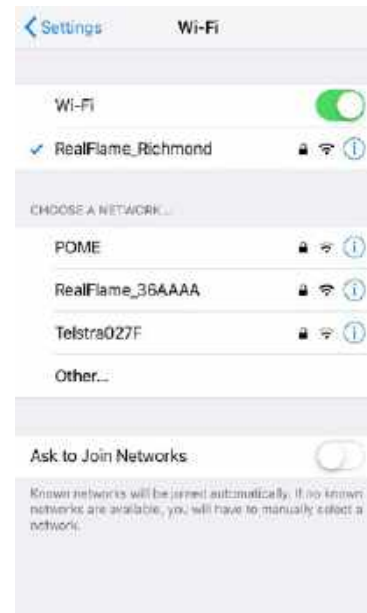 Settings
Wi-Fi
Wi-Fi
RealFlame_Richmond
CHOOSE A NETWORK...
POME
RealFlame_36AAAA
Telstra027F
Other...
Ask to Join Networks
Known networks will be joined automatically. If no known
networks are available, you will have to manually select a
network.